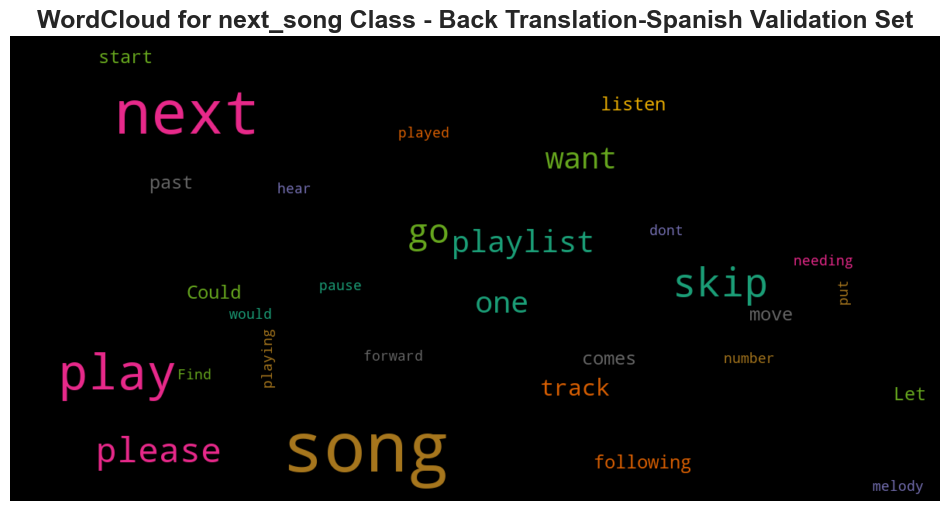 WordCloud for next_song Class - Back Translation-Spanish Validation Set
start
next
listen
played
want
past
hear
go
playlist
dont
needing
skip
put
pause
Could
one
would
move
playing
forward
comes
number
play
Find
track
Let
please
song
following
melody